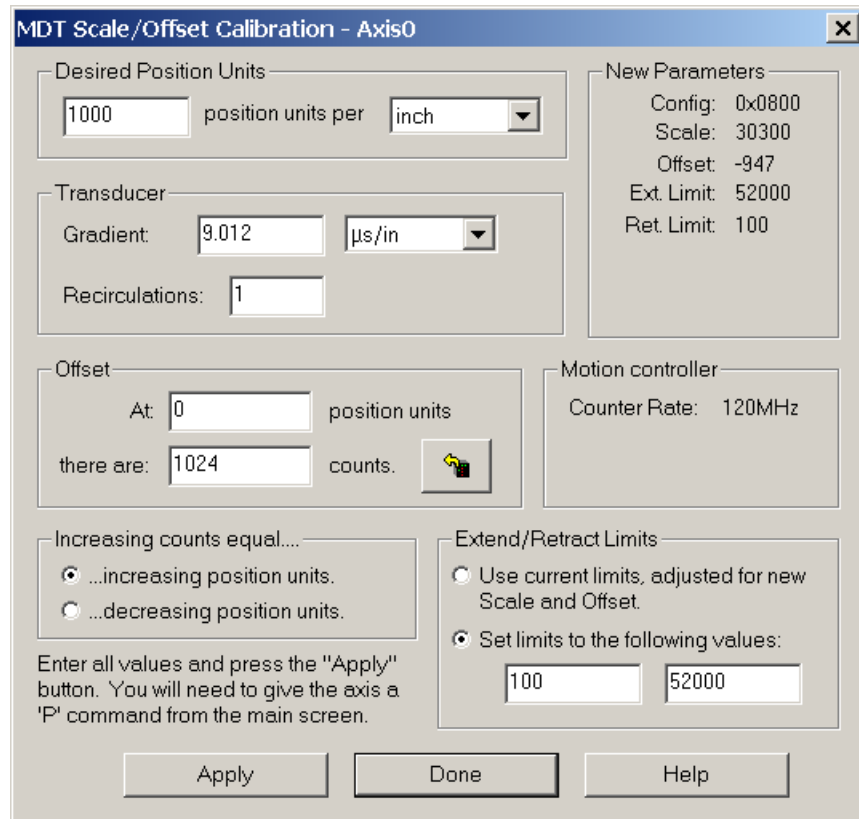 MDT Scale/Offset Calibration - Axis0
Desired Position Units
1000 position units per inch
New Parameters
Config: 0x0800
Scale: 30300
Offset: -947
Ext. Limit: 52000
Ret. Limit: 100
Transducer
Gradient: 9.012 µs/in
Recirculations: 1
Offset
At: 0 position units
there are: 1024 counts.
Motion controller
Counter Rate: 120MHz
Increasing counts equal....
...increasing position units.
...decreasing position units.
Extend/Retract Limits
Use current limits, adjusted for new
Scale and Offset.
Set limits to the following values:
100 52000
Enter all values and press the "Apply"
button. You will need to give the axis a
'P' command from the main screen.
Apply Done Help